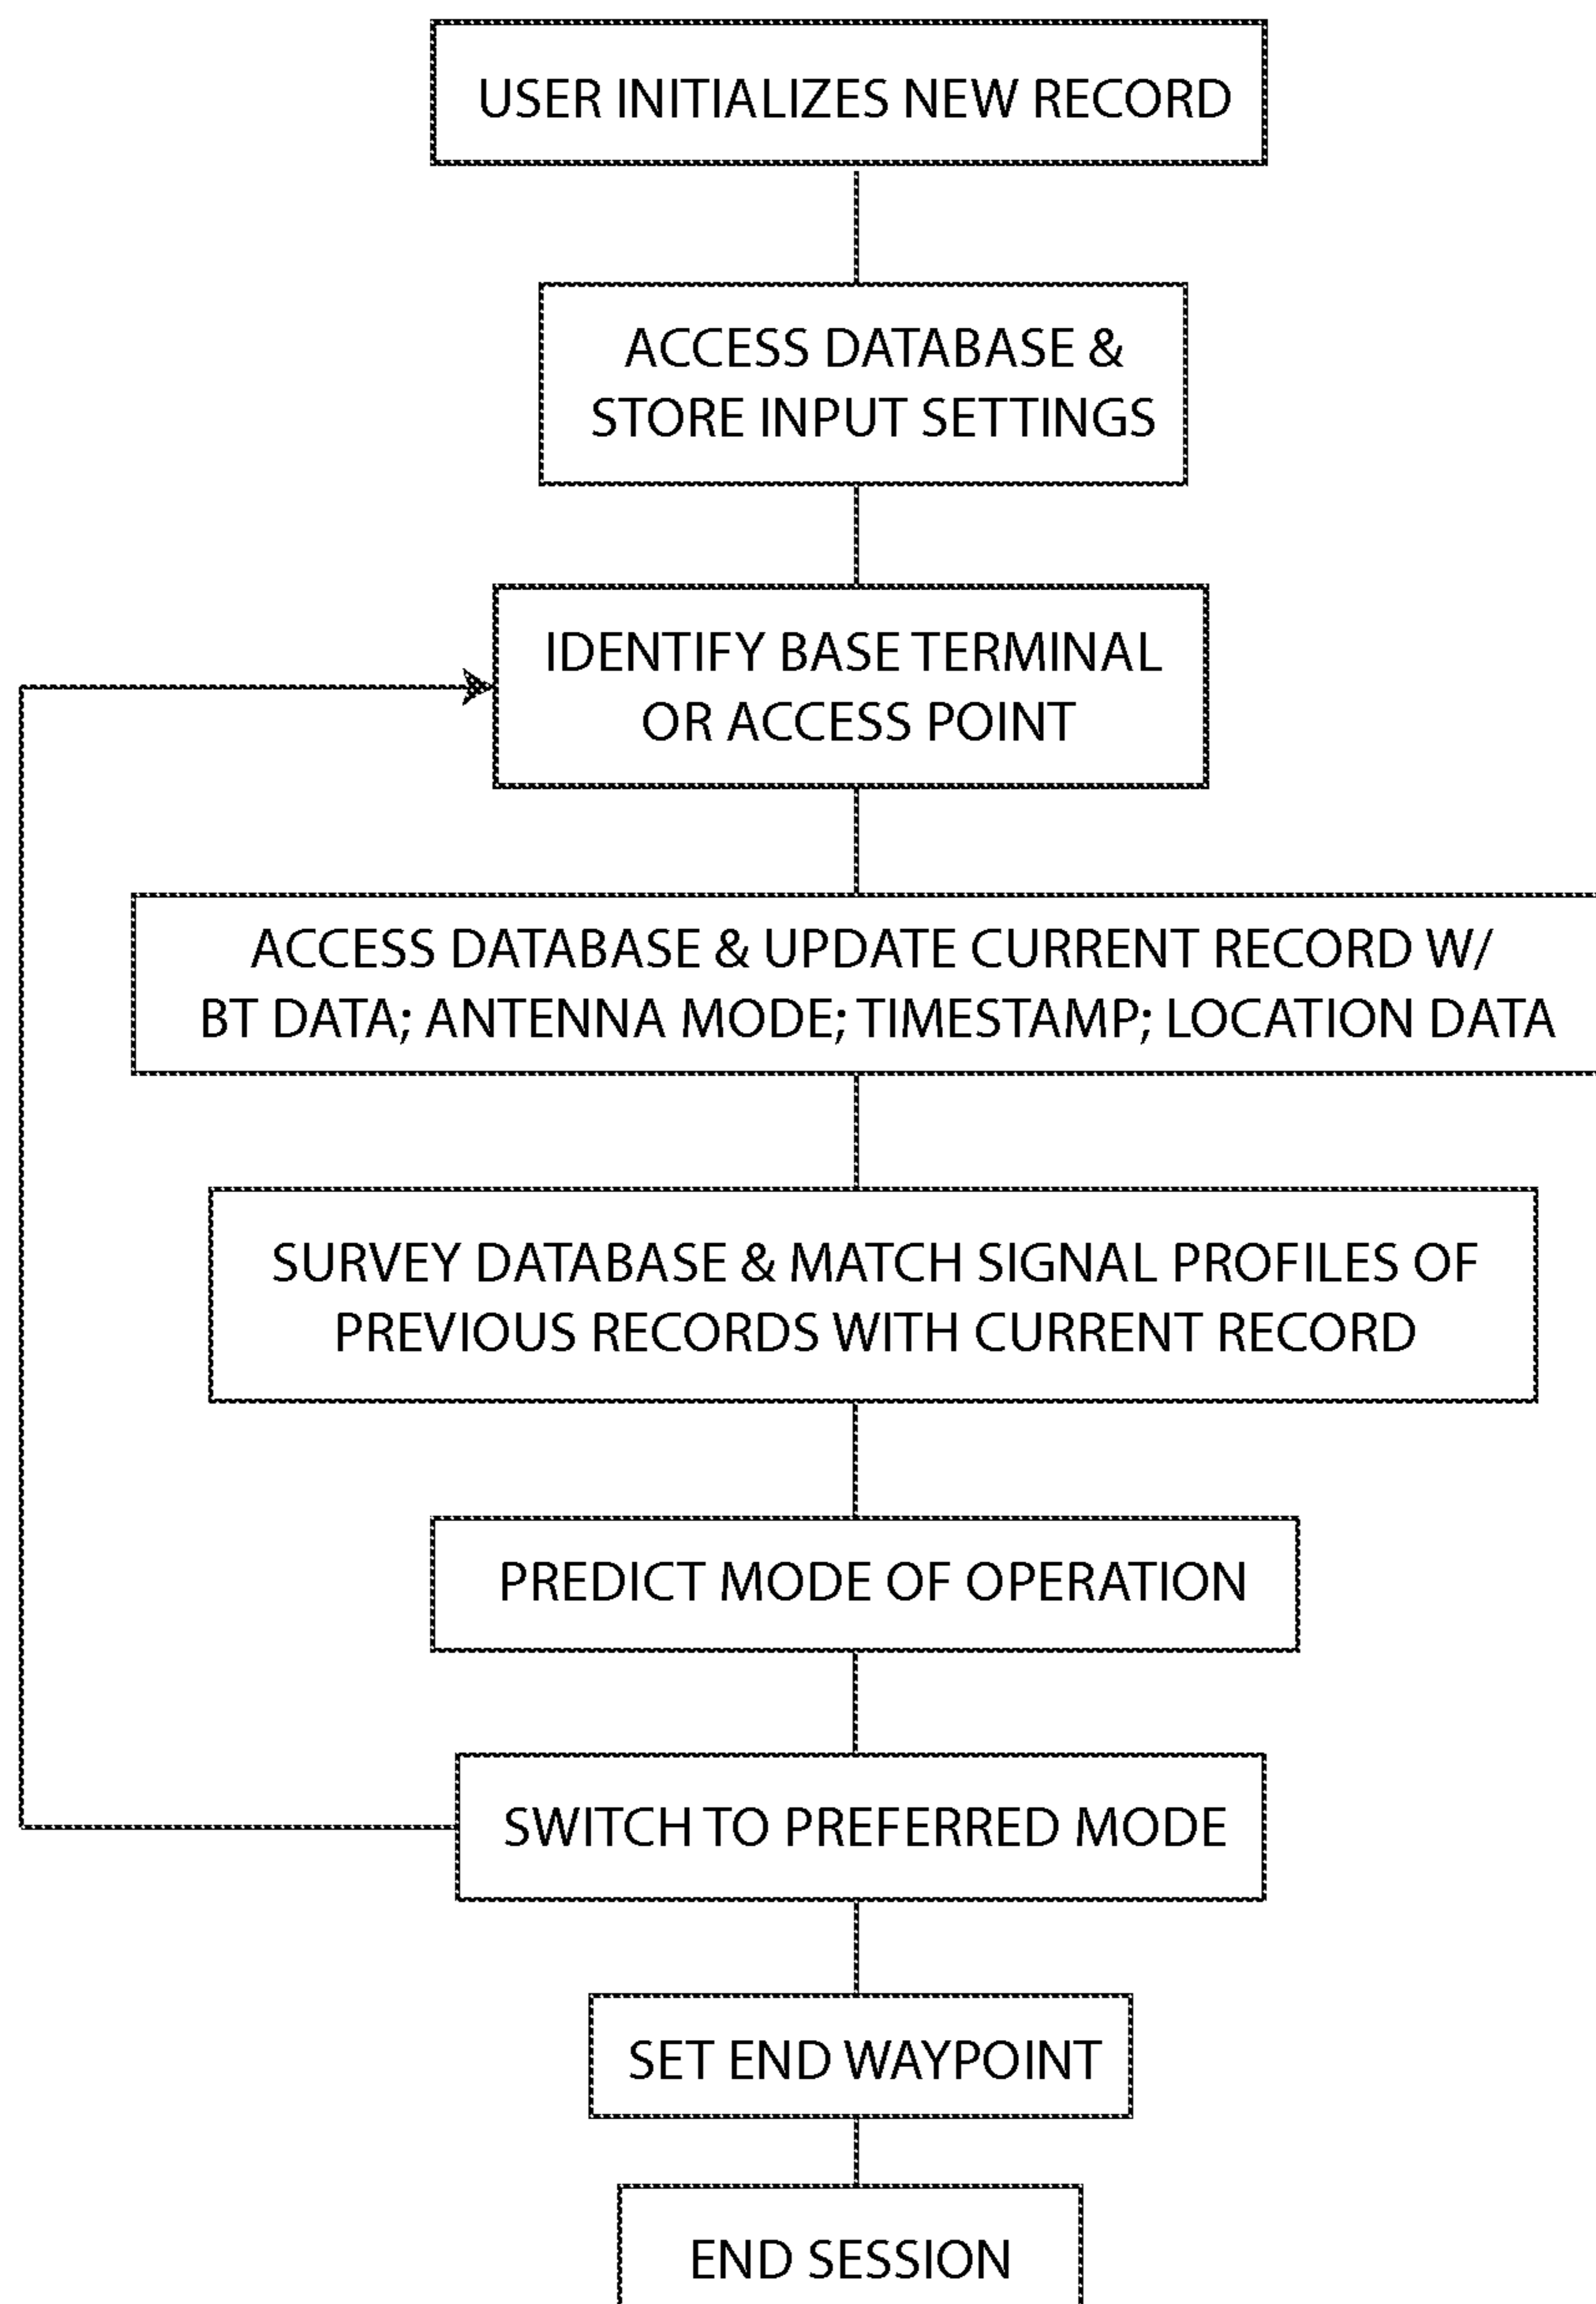 USER INITIALIZES NEW RECORD
ACCESS DATABASE &
STORE INPUT SETTINGS
IDENTIFY BASE TERMINAL
OR ACCESS POINT
ACCESS DATABASE & UPDATE CURRENT RECORD W/
BT DATA; ANTENNA MODE; TIMESTAMP; LOCATION DATA
SURVEY DATABASE & MATCH SIGNAL PROFILES OF
PREVIOUS RECORDS WITH CURRENT RECORD
PREDICT MODE OF OPERATION
SWITCH TO PREFERRED MODE
SET END WAYPOINT
END SESSION